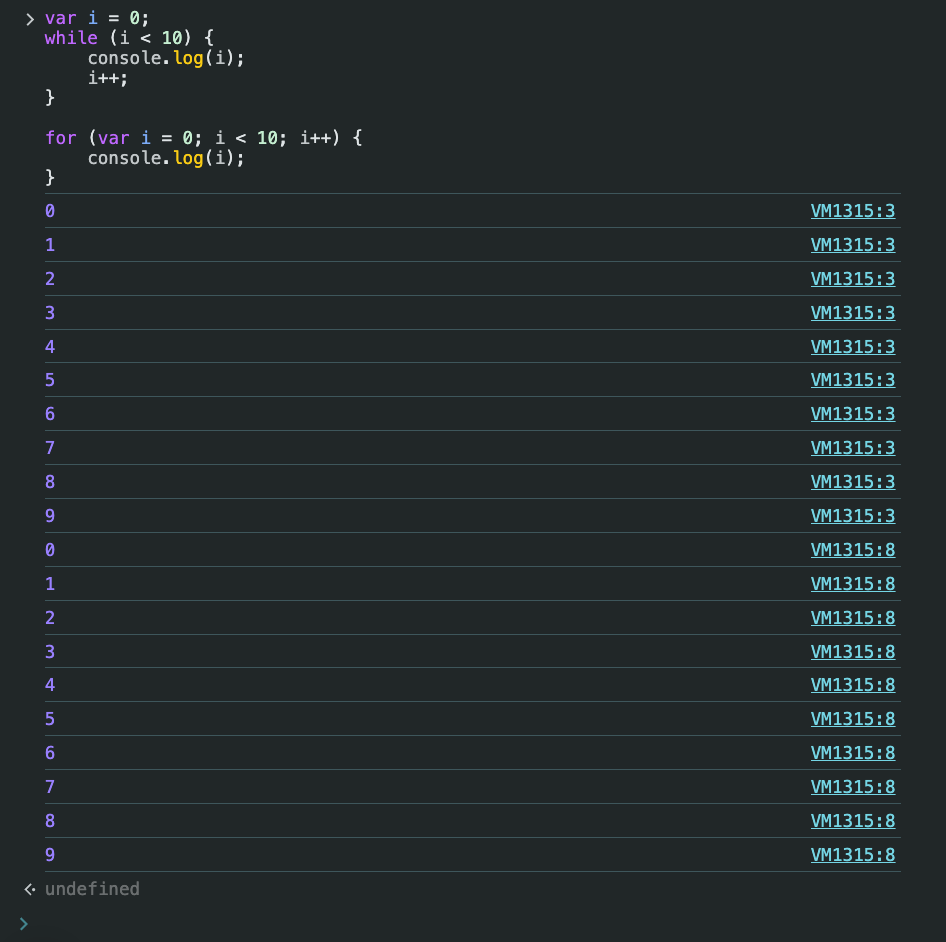 var i = 0;
while (i < 10) {
    console.log(i);
    i++;
}

for (var i = 0; i < 10; i++) {
    console.log(i);
}
0 VM1315:3
1 VM1315:3
2 VM1315:3
3 VM1315:3
4 VM1315:3
5 VM1315:3
6 VM1315:3
7 VM1315:3
8 VM1315:3
9 VM1315:3
0 VM1315:8
1 VM1315:8
2 VM1315:8
3 VM1315:8
4 VM1315:8
5 VM1315:8
6 VM1315:8
7 VM1315:8
8 VM1315:8
9 VM1315:8
undefined